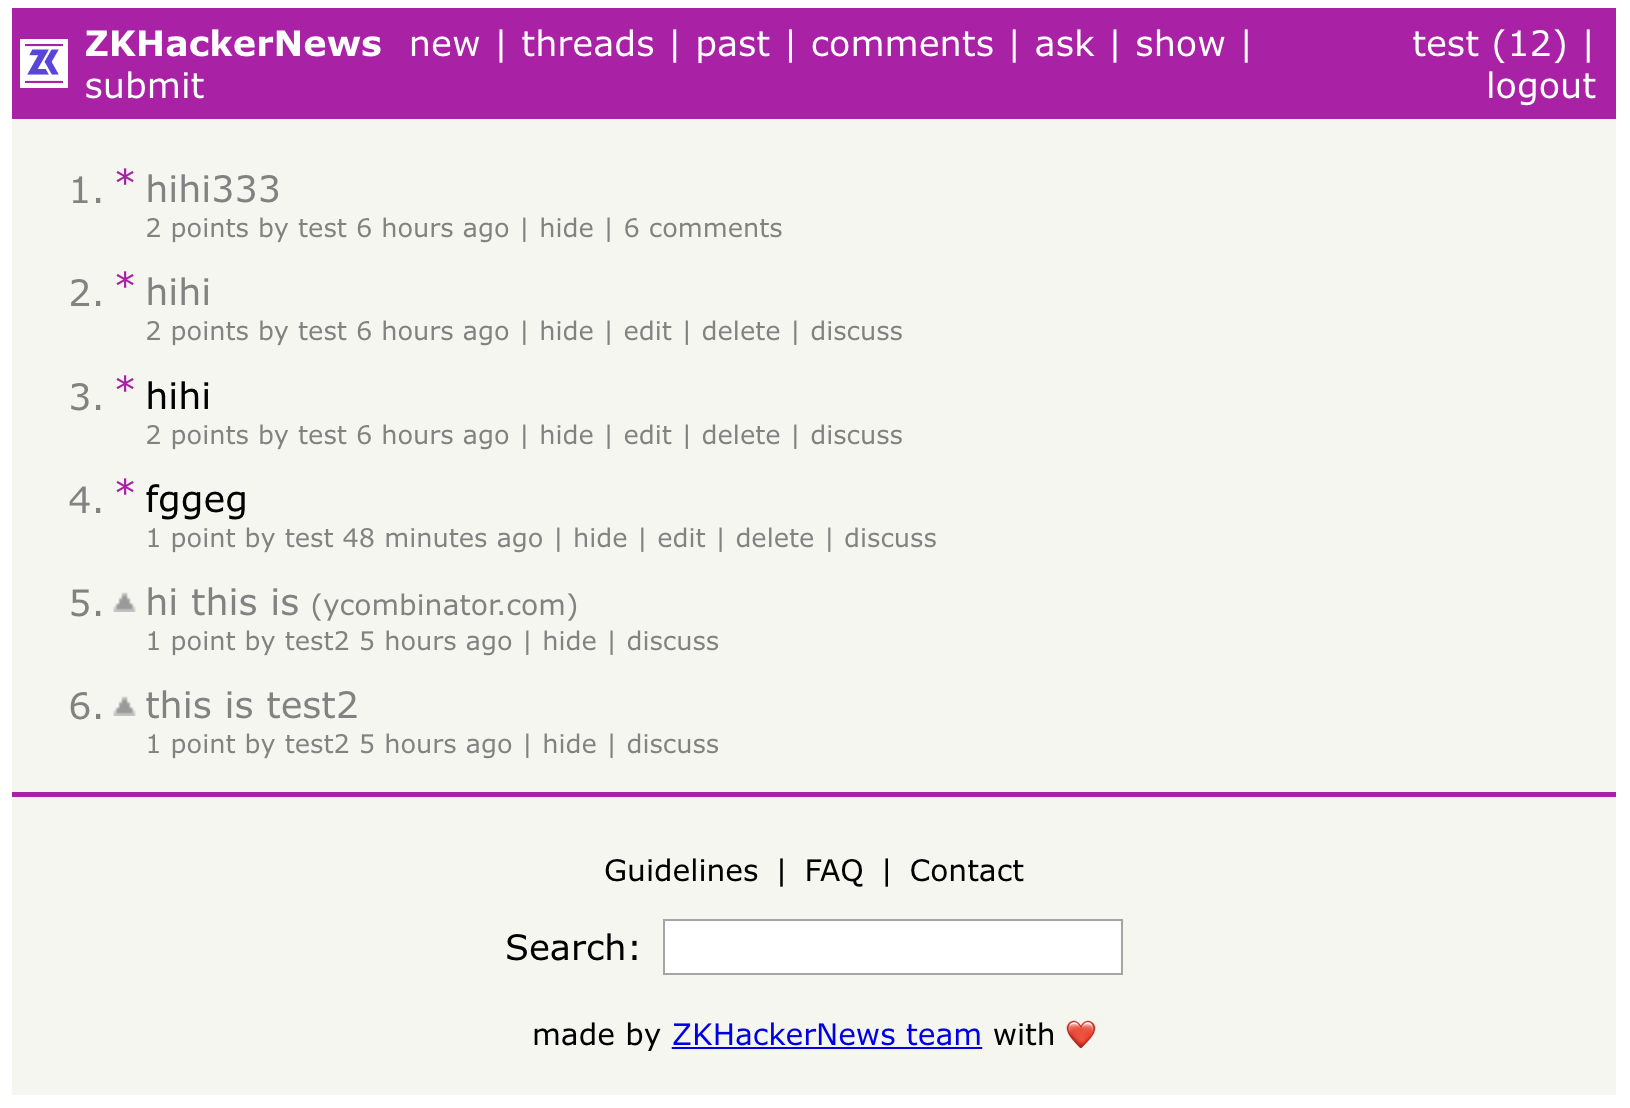 ZK ZKHackerNews new | threads | past | comments | ask | show | test (12) |
submit logout
1. * hihi333
2 points by test 6 hours ago | hide | 6 comments
2. * hihi
2 points by test 6 hours ago | hide | edit | delete | discuss
3. * hihi
2 points by test 6 hours ago | hide | edit | delete | discuss
4. * fggeg
1 point by test 48 minutes ago | hide | edit | delete | discuss
5. hi this is (ycombinator.com)
1 point by test2 5 hours ago | hide | discuss
6. this is test2
1 point by test2 5 hours ago | hide | discuss
Guidelines | FAQ | Contact
Search:
made by ZKHackerNews team with ❤️